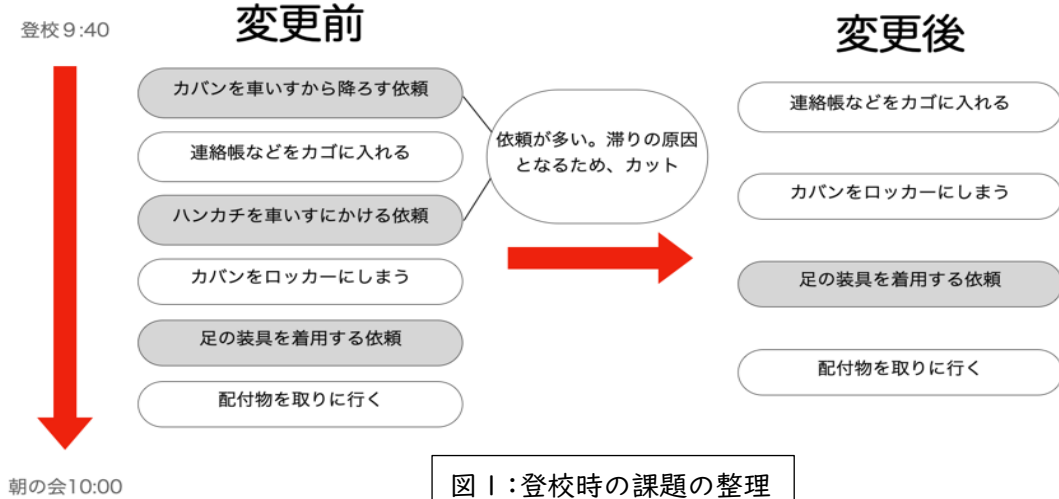 登校9:40
変更前
カバンを車いすから降ろす依頼
連絡帳などをカゴに入れる
ハンカチを車いすにかける依頼
カバンをロッカーにしまう
足の装具を着用する依頼
配付物を取りに行く
朝の会10:00
依頼が多い。滞りの原因
となるため、カット
変更後
連絡帳などをカゴに入れる
カバンをロッカーにしまう
足の装具を着用する依頼
配付物を取りに行く
図1:登校時の課題の整理